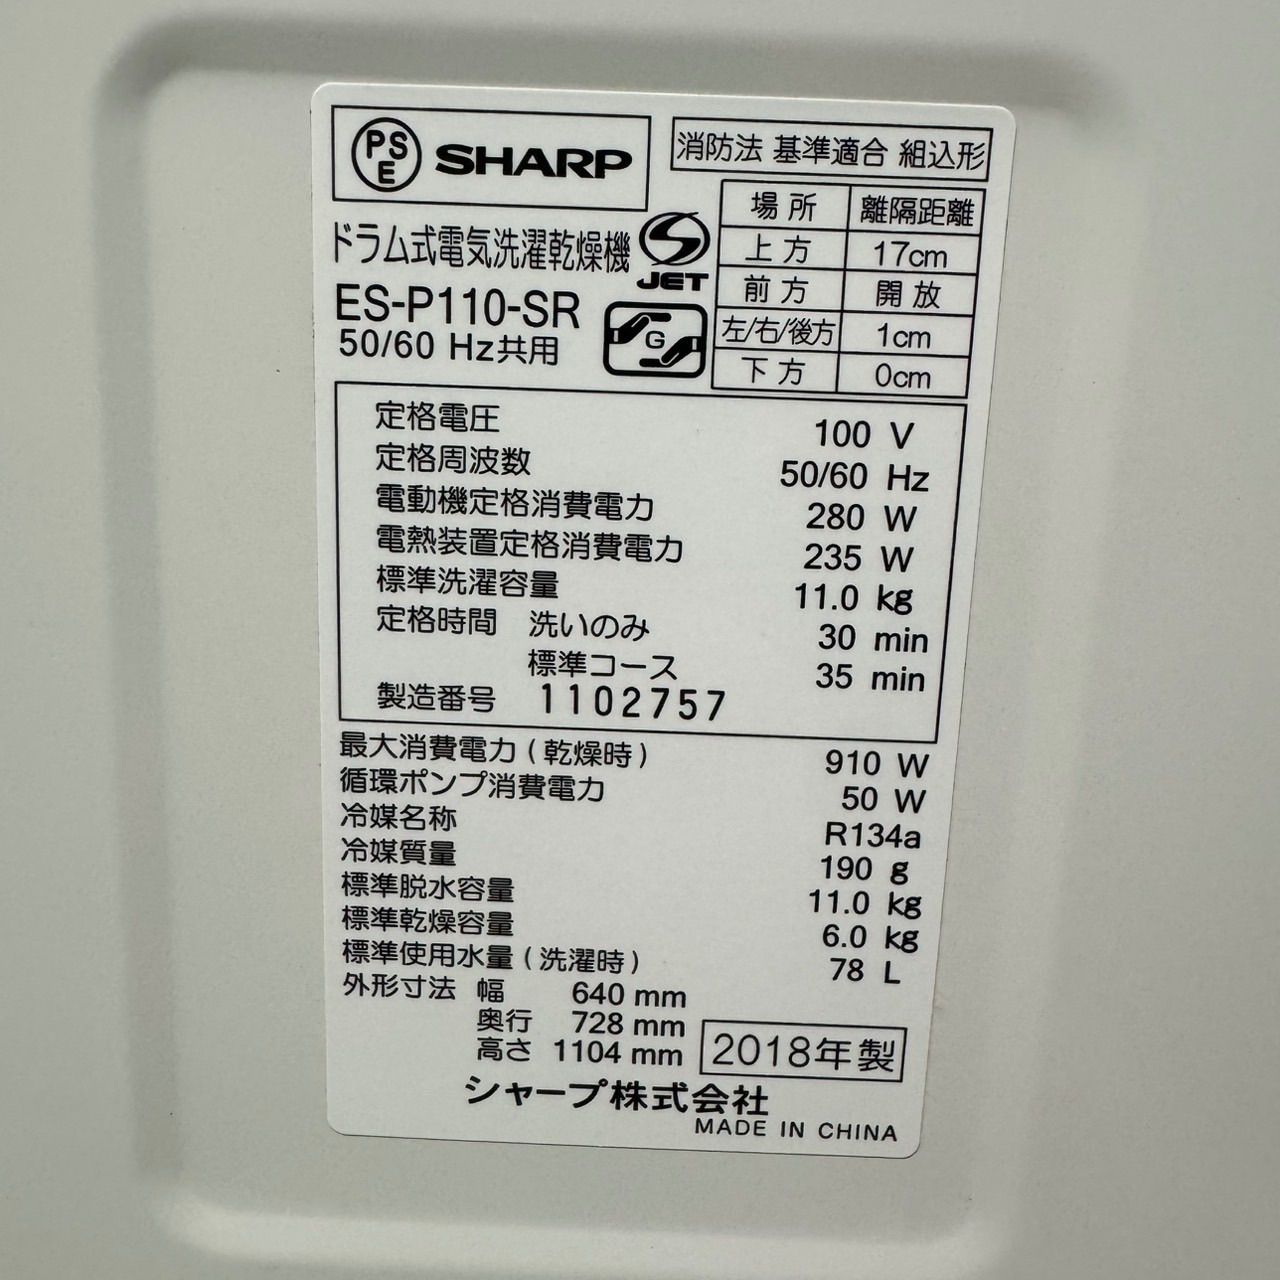 PSE SHARP
消防法 基準適合 組込形
場所 離隔距離
上方 17cm
前方 開放
左/右/後方 1cm
下方 0cm
ドラム式電気洗濯乾燥機
S JET
ES-P110-SR
50/60 Hz共用
G
定格電圧 100 V
定格周波数 50/60 Hz
電動機定格消費電力 280 W
電熱装置定格消費電力 235 W
標準洗濯容量 11.0 kg
定格時間 洗いのみ 30 min
標準コース 35 min
製造番号 1102757
最大消費電力(乾燥時) 910 W
循環ポンプ消費電力 50 W
冷媒名称 R134a
冷媒質量 190 g
標準脱水容量 11.0 kg
標準乾燥容量 6.0 kg
標準使用水量(洗濯時) 78 L
外形寸法 幅 640 mm
奥行 728 mm
高さ 1104 mm
2018年製
シャープ株式会社
MADE IN CHINA